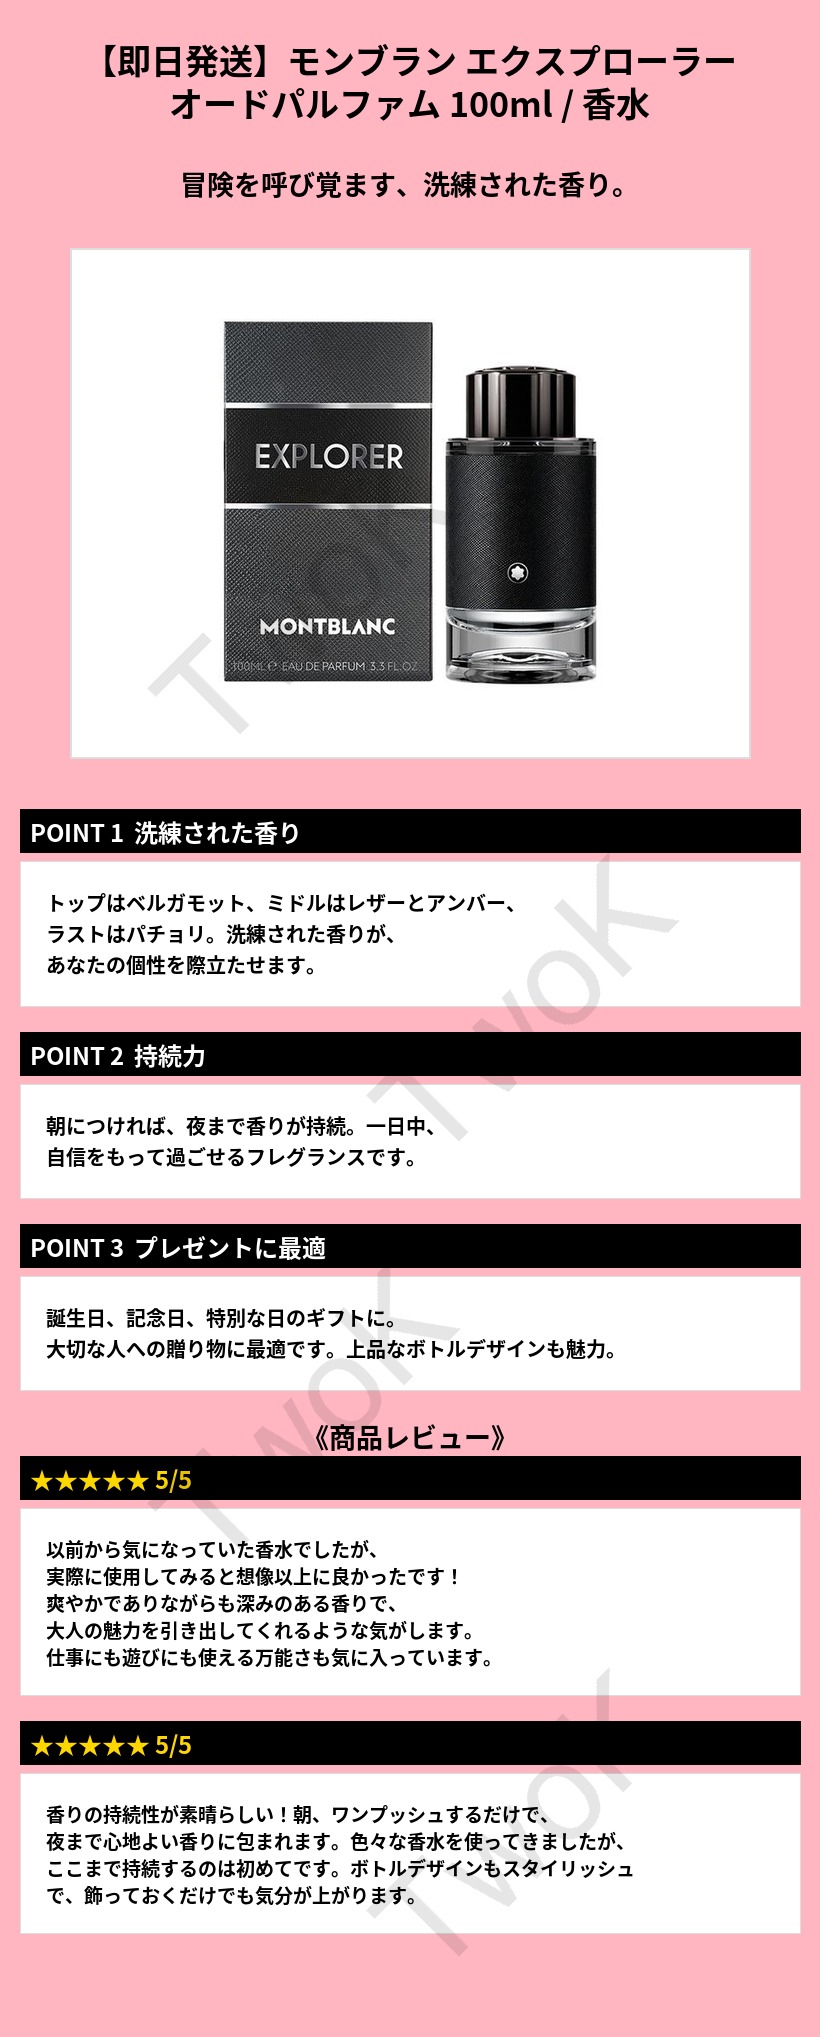 【即日発送】モンブラン エクスプローラー
オードパルファム 100ml / 香水
冒険を呼び覚ます、洗練された香り。
EXPLORER
MONTBLANC
100ML℮ EAU DE PARFUM 3.3 FL.OZ.
TwoK
POINT 1 洗練された香り
トップはベルガモット、ミドルはレザーとアンバー、
ラストはパチョリ。洗練された香りが、
あなたの個性を際立たせます。
TwoK
POINT 2 持続力
朝につければ、夜まで香りが持続。一日中、
自信をもって過ごせるフレグランスです。
POINT 3 プレゼントに最適
誕生日、記念日、特別な日のギフトに。
大切な人への贈り物に最適です。上品なボトルデザインも魅力。
TwoK
《商品レビュー》
★★★★★ 5/5
以前から気になっていた香水でしたが、
実際に使用してみると想像以上に良かったです！
爽やかでありながらも深みのある香りで、
大人の魅力を引き出してくれるような気がします。
仕事にも遊びにも使える万能さも気に入っています。
★★★★★ 5/5
香りの持続性が素晴らしい！朝、ワンプッシュするだけで、
夜まで心地よい香りに包まれます。色々な香水を使ってきましたが、
ここまで持続するのは初めてです。ボトルデザインもスタイリッシュ
で、飾っておくだけでも気分が上がります。
TwoK